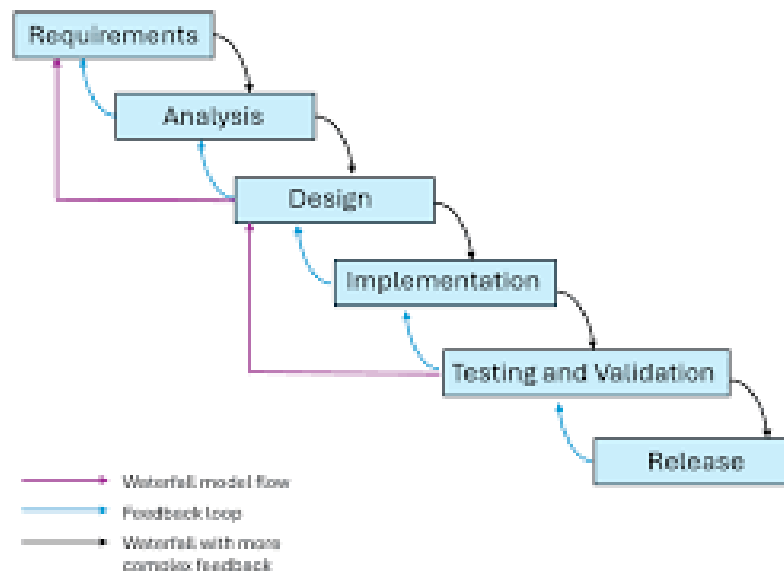 Requirements
Analysis
Design
Implementation
Testing and Validation
Release
Waterfall model flow
Feedback loop
Waterfall with more
complex feedback